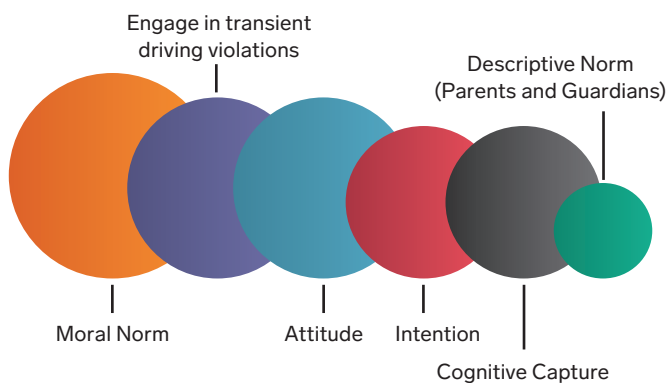 Engage in transient
driving violations
Descriptive Norm
(Parents and Guardians)
Moral Norm
Attitude
Intention
Cognitive Capture